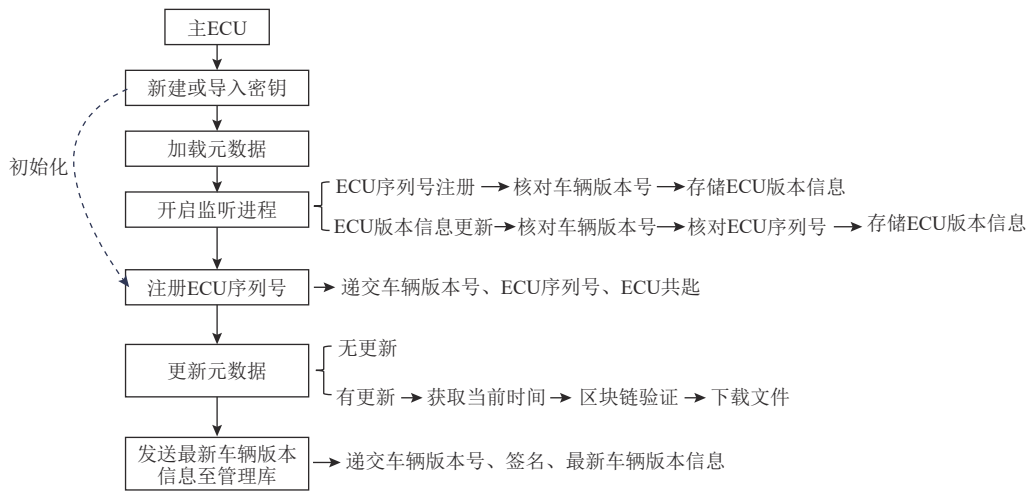 主ECU
新建或导入密钥
加载元数据
初始化
ECU序列号注册
核对车辆版本号
存储ECU版本信息
开启监听进程
ECU版本信息更新
核对车辆版本号
核对ECU序列号
存储ECU版本信息
注册ECU序列号
递交车辆版本号、ECU序列号、ECU共匙
无更新
更新元数据
有更新
获取当前时间
区块链验证
下载文件
发送最新车辆版本
信息至管理库
递交车辆版本号、签名、最新车辆版本信息